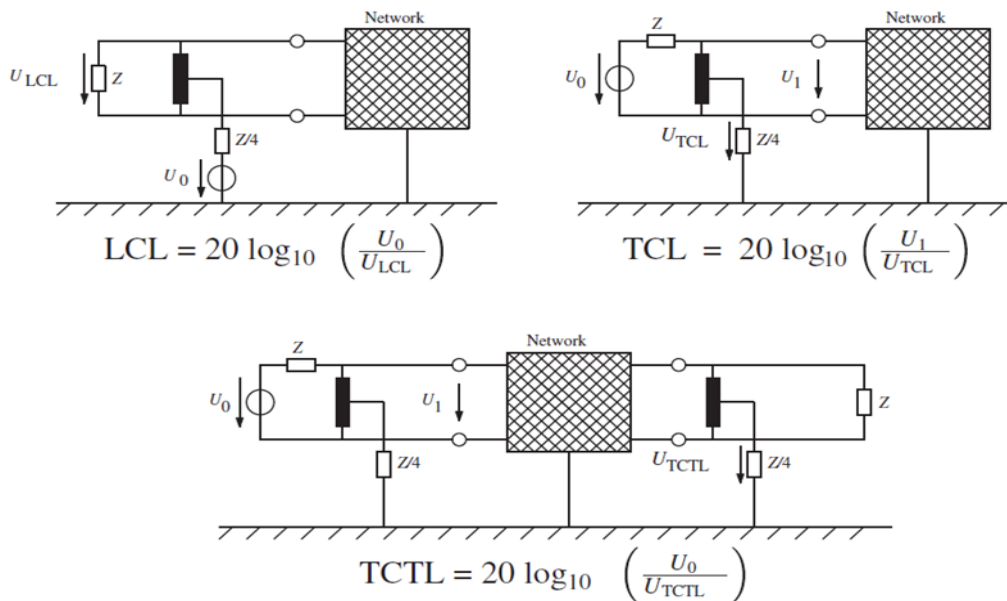 Network
Network
Z
U_LCL
Z
U_0
U_1
Z/4
U_TCL
Z/4
U_0
LCL = 20 log_10 (U_0/U_LCL)
TCL = 20 log_10 (U_1/U_TCL)
Network
Z
U_0
U_1
Z
Z/4
U_TCTL
Z/4
TCTL = 20 log_10 (U_0/U_TCTL)